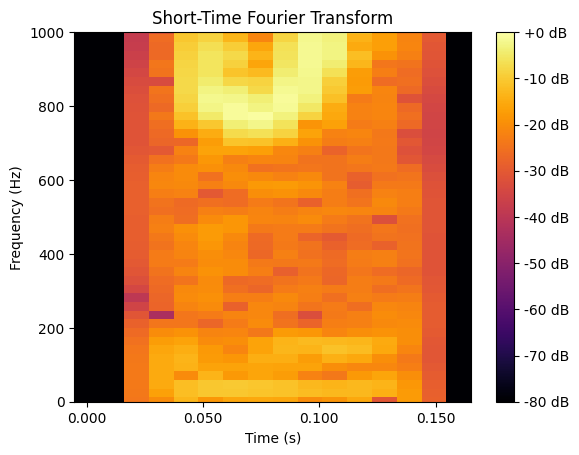 Short-Time Fourier Transform
1000
800
600
400
200
0
Frequency (Hz)
0.000
0.050
0.100
0.150
Time (s)
+0 dB
-10 dB
-20 dB
-30 dB
-40 dB
-50 dB
-60 dB
-70 dB
-80 dB